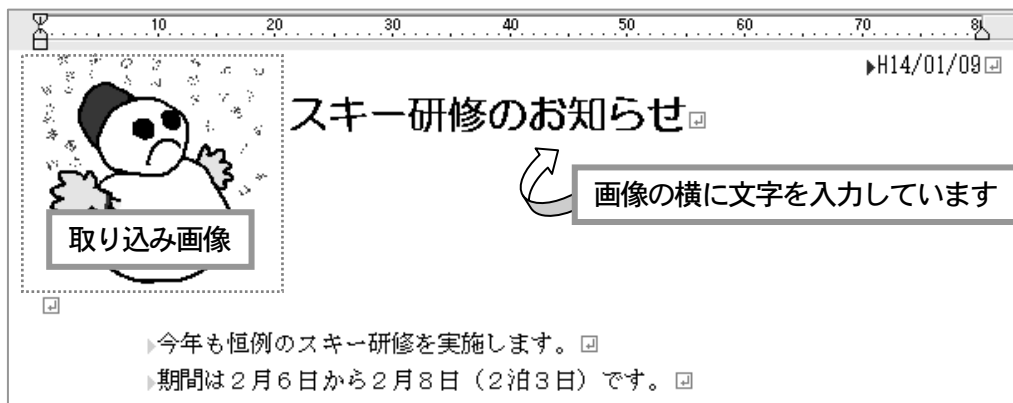 10 20 30 40 50 60 70 80
H14/01/09
スキー研修のお知らせ
画像の横に文字を入力しています
取り込み画像
今年も恒例のスキー研修を実施します。
期間は2月6日から2月8日（2泊3日）です。